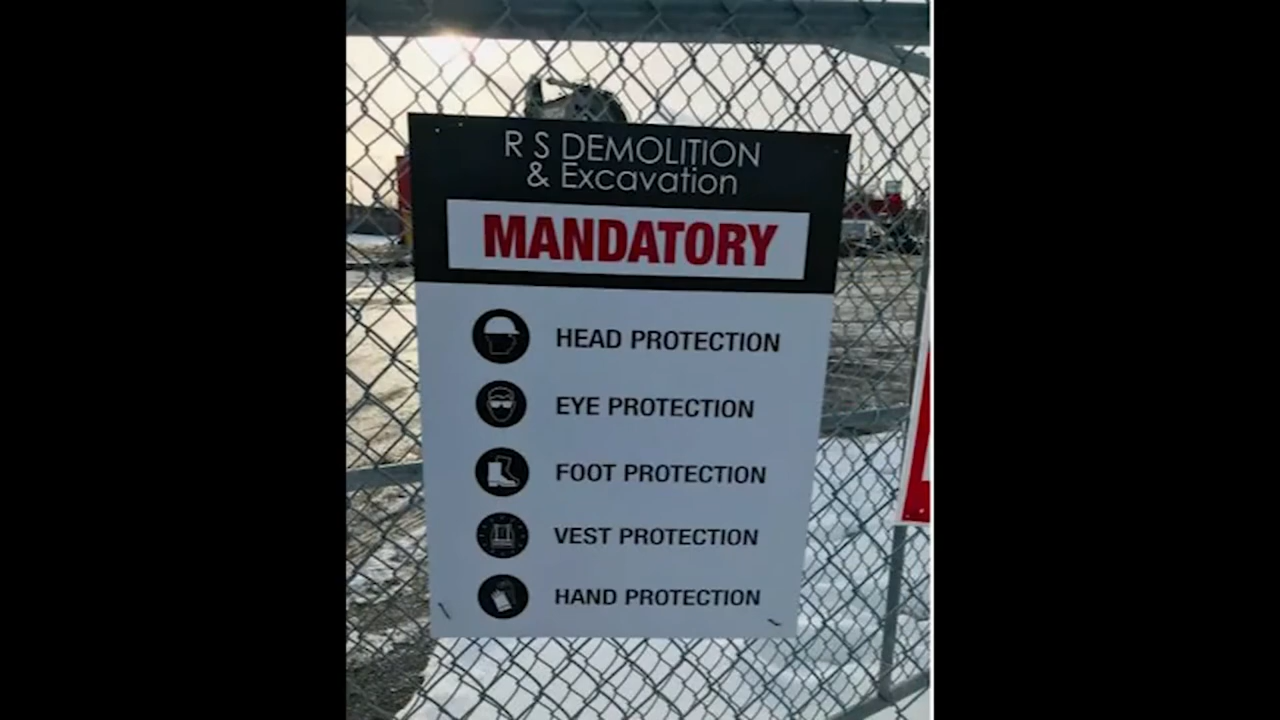 R S DEMOLITION
& Excavation
MANDATORY
HEAD PROTECTION
EYE PROTECTION
FOOT PROTECTION
VEST PROTECTION
HAND PROTECTION